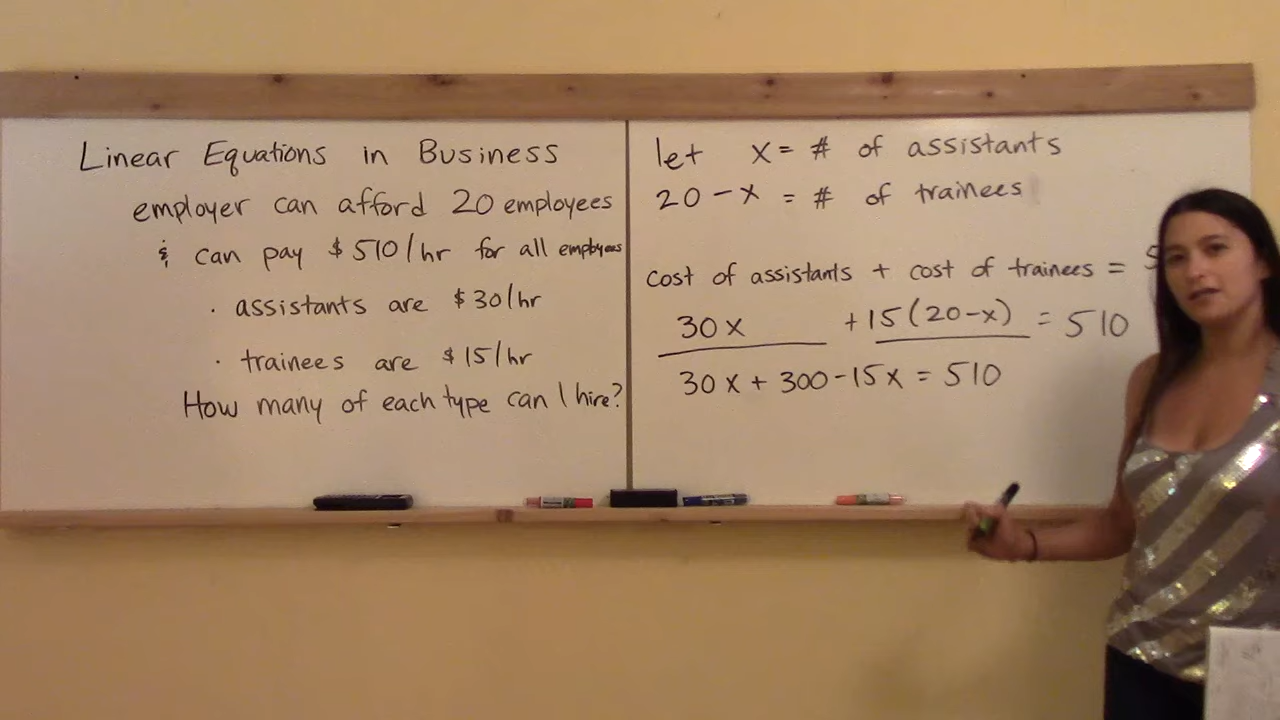 Linear Equations in Business
employer can afford 20 employees
& can pay $510/hr for all employees
· assistants are $30/hr
· trainees are $15/hr
How many of each type can I hire?
let x = # of assistants
20 - x = # of trainees
cost of assistants + cost of trainees = 5
30x + 15(20-x) = 510
30x + 300 - 15x = 510